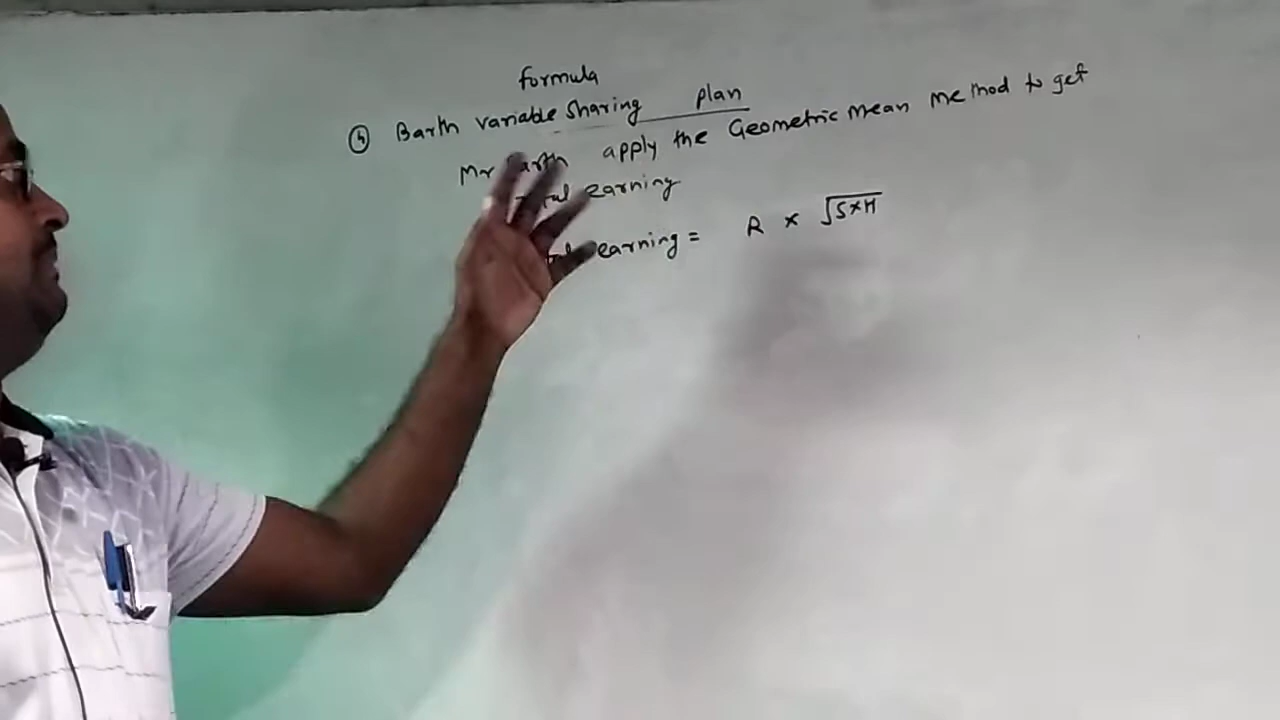 formula
④ Barth variable sharing plan
Mr apply the Geometric mean method to get
earning
earning = R × √S×H